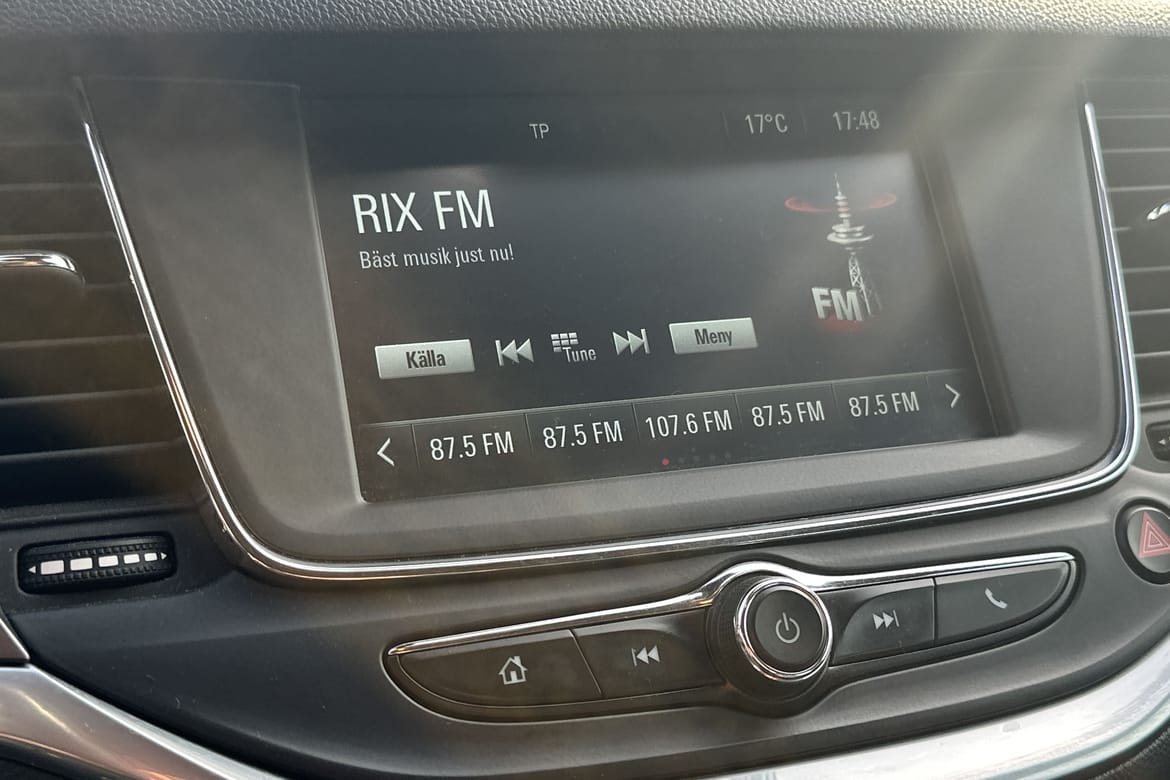 TP 17°C 17:48
RIX FM
Bäst musik just nu!
FM
Källa Tune Meny
87.5 FM 87.5 FM 107.6 FM 87.5 FM 87.5 FM